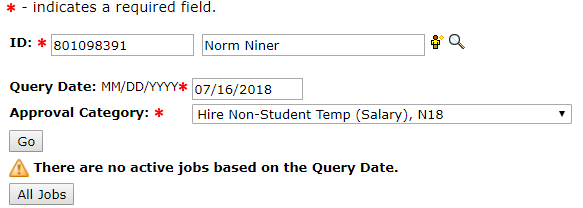 * - indicates a required field.
ID: * 801098391 Norm Niner
Query Date: MM/DD/YYYY* 07/16/2018
Approval Category: * Hire Non-Student Temp (Salary), N18
Go
There are no active jobs based on the Query Date.
All Jobs